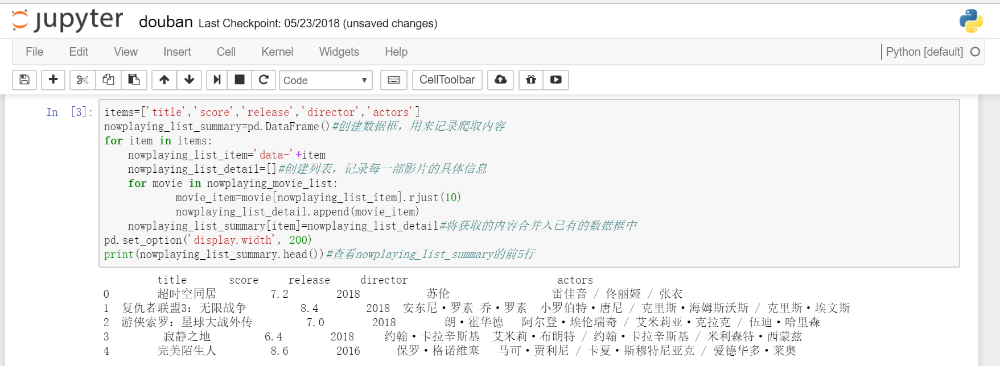 jupyter douban Last Checkpoint: 05/23/2018 (unsaved changes)
File Edit View Insert Cell Kernel Widgets Help Python [default]
Code CellToolbar
In [3]: items=['title','score','release','director','actors']
nowplaying_list_summary=pd.DataFrame()#创建数据框，用来记录爬取内容
for item in items:
    nowplaying_list_item='data-'+item
    nowplaying_list_detail=[]#创建列表，记录每一部影片的具体信息
    for movie in nowplaying_movie_list:
            movie_item=movie[nowplaying_list_item].rjust(10)
            nowplaying_list_detail.append(movie_item)
    nowplaying_list_summary[item]=nowplaying_list_detail#将获取的内容合并入已有的数据框中
pd.set_option('display.width', 200)
print(nowplaying_list_summary.head())#查看nowplaying_list_summary的前5行
title score release director actors
0 超时空同居 7.2 2018 苏伦 雷佳音 / 佟丽娅 / 张衣
1 复仇者联盟3：无限战争 8.4 2018 安东尼·罗素 乔·罗素 小罗伯特·唐尼 / 克里斯·海姆斯沃斯 / 克里斯·埃文斯
2 游侠索罗：星球大战外传 7.0 2018 朗·霍华德 阿尔登·埃伦瑞奇 / 艾米莉亚·克拉克 / 伍迪·哈里森
3 寂静之地 6.4 2018 约翰·卡拉辛斯基 艾米莉·布朗特 / 约翰·卡拉辛斯基 / 米利森特·西蒙兹
4 完美陌生人 8.6 2016 保罗·格诺维塞 马可·贾利尼 / 卡夏·斯穆特尼亚克 / 爱德华多·莱奥